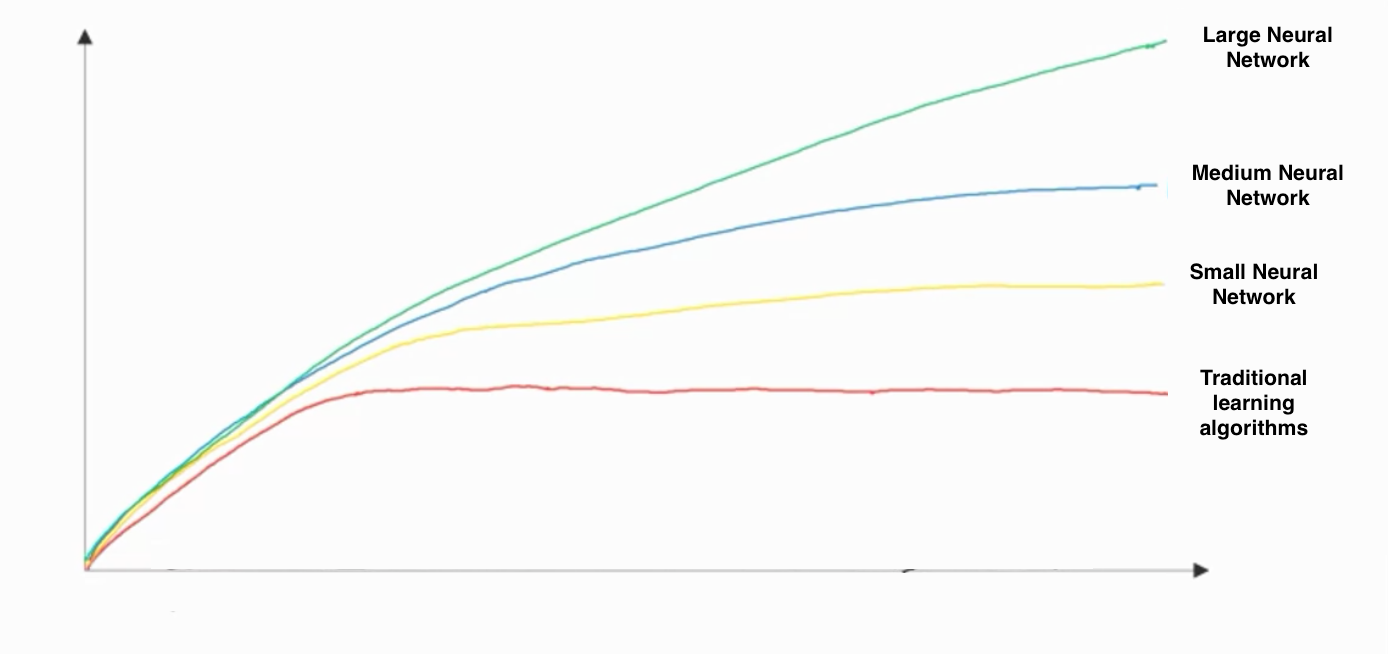 Large Neural
Network
Medium Neural
Network
Small Neural
Network
Traditional
learning
algorithms